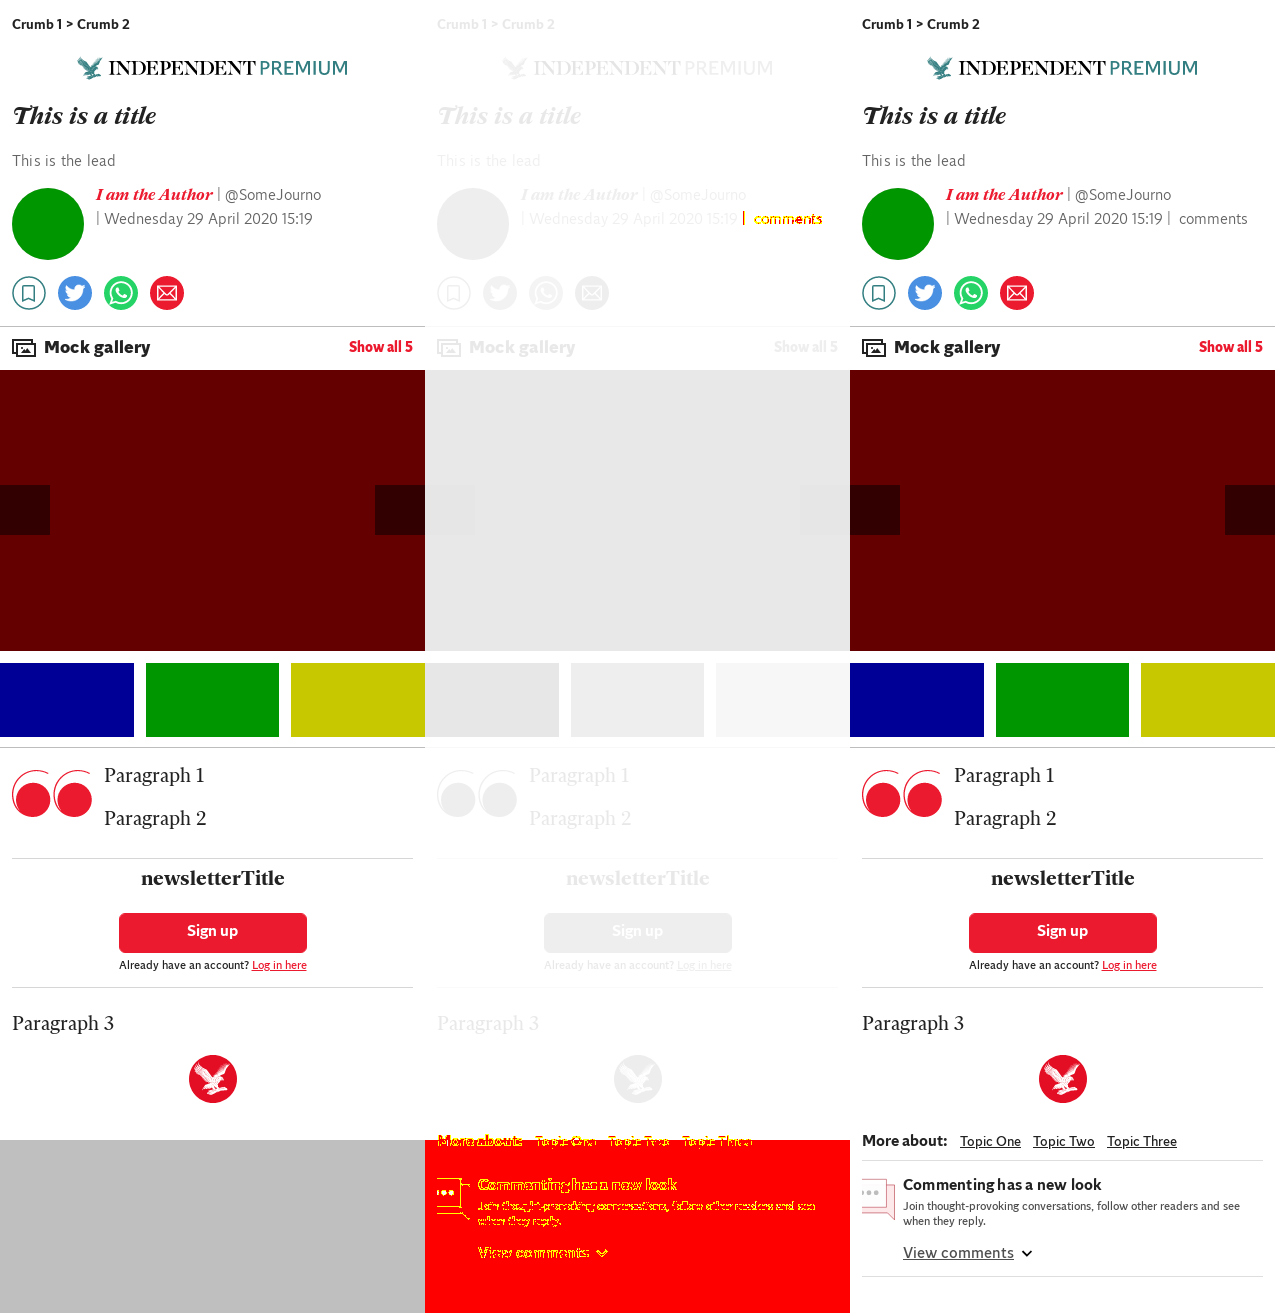 Crumb 1 > Crumb 2
INDEPENDENT PREMIUM
This is a title
This is the lead
I am the Author | @SomeJourno
| Wednesday 29 April 2020 15:19
Mock gallery
Show all 5
Paragraph 1
Paragraph 2
newsletterTitle
Sign up
Already have an account? Log in here
Paragraph 3
Crumb 1 > Crumb 2
INDEPENDENT PREMIUM
This is a title
This is the lead
I am the Author | @SomeJourno
| Wednesday 29 April 2020 15:19 | comments
Mock gallery
Show all 5
Paragraph 1
Paragraph 2
newsletterTitle
Sign up
Already have an account? Log in here
Paragraph 3
More about: Topic One Topic Two Topic Three
Commenting has a new look
Join thought-provoking conversations, follow other readers and see
when they reply.
View comments
Crumb 1 > Crumb 2
INDEPENDENT PREMIUM
This is a title
This is the lead
I am the Author | @SomeJourno
| Wednesday 29 April 2020 15:19 | comments
Mock gallery
Show all 5
Paragraph 1
Paragraph 2
newsletterTitle
Sign up
Already have an account? Log in here
Paragraph 3
More about: Topic One Topic Two Topic Three
Commenting has a new look
Join thought-provoking conversations, follow other readers and see
when they reply.
View comments